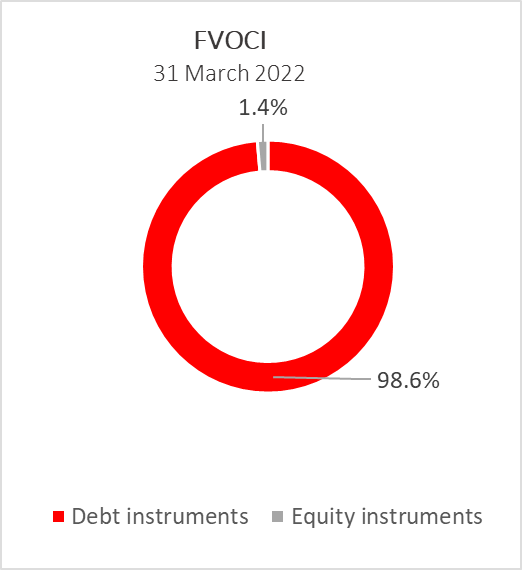 FVOCI
31 March 2022
1.4%
98.6%
Debt instruments
Equity instruments